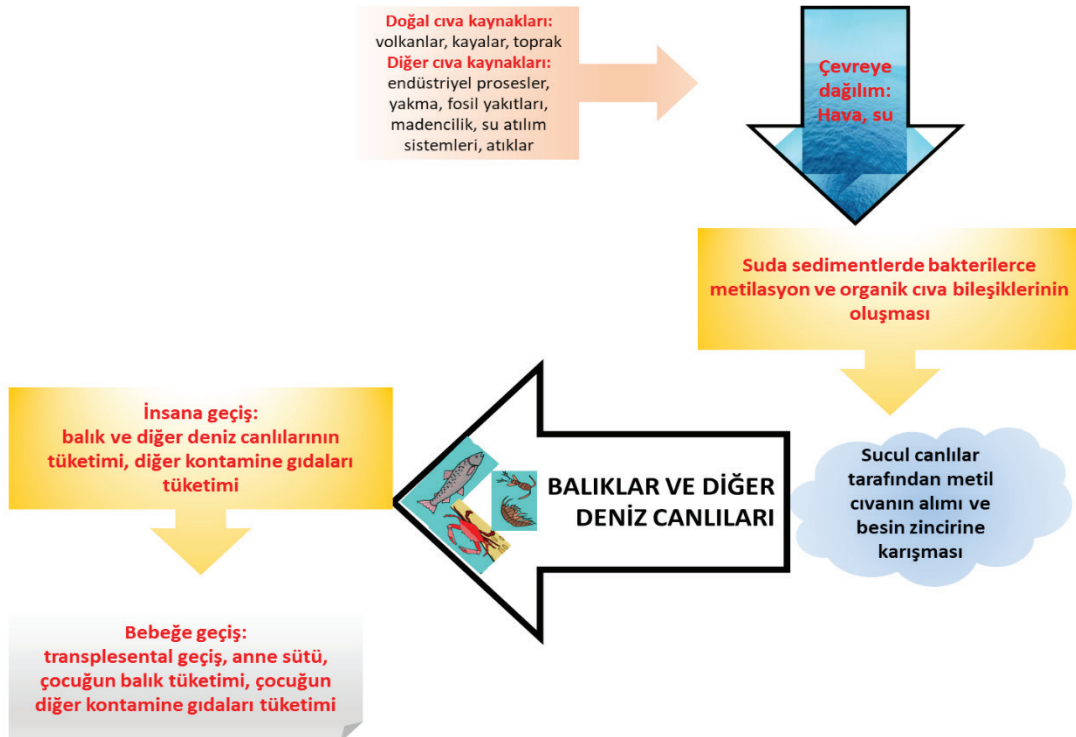 Doğal cıva kaynakları:
volkanlar, kayalar, toprak
Diğer cıva kaynakları:
endüstriyel prosesler,
yakma, fosil yakıtları,
madencilik, su atılım
sistemleri, atıklar
Çevreye
dağılım:
Hava, su
Suda sedimentlerde bakterilerce
metilasyon ve organik cıva bileşiklerinin
oluşması
Sucul canlılar
tarafından metil
cıvanın alımı ve
besin zincirine
karışması
BALIKLAR VE DİĞER
DENİZ CANLILARI
İnsana geçiş:
balık ve diğer deniz canlılarının
tüketimi, diğer kontamine gıdaları
tüketimi
Bebeğe geçiş:
transplesental geçiş, anne sütü,
çocuğun balık tüketimi, çocuğun
diğer kontamine gıdaları tüketimi